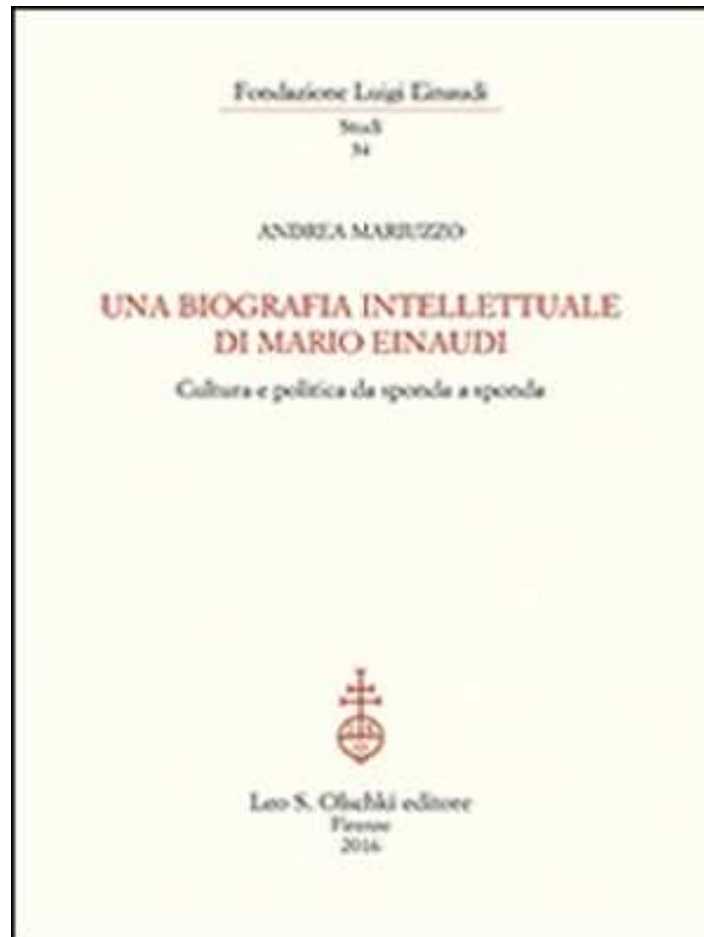 Fondazione Luigi Einaudi
Studi
54
ANDREA MARIUZZO
UNA BIOGRAFIA INTELLETTUALE
DI MARIO EINAUDI
Cultura e politica da sponda a sponda
Leo S. Olschki editore
Firenze
2016